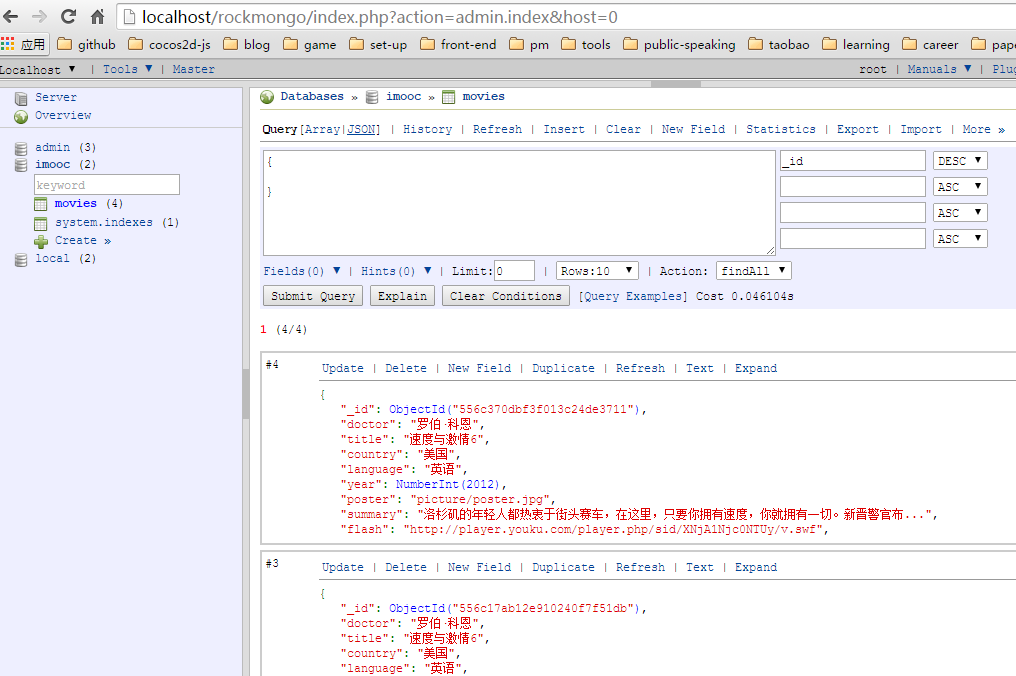 localhost/rockmongo/index.php?action=admin.index&host=0
应用 github cocos2d-js blog game set-up front-end pm tools public-speaking taobao learning career pape
Localhost ▼ | Tools ▼ | Master root | Manuals ▼ | Plug
Server
Overview
admin (3)
imooc (2)
keyword
movies (4)
system.indexes (1)
Create »
local (2)
Databases » imooc » movies
Query[Array|JSON] | History | Refresh | Insert | Clear | New Field | Statistics | Export | Import | More »
{
}
_id DESC ▼
ASC ▼
ASC ▼
ASC ▼
Fields(0) ▼ | Hints(0) ▼ | Limit:0 | Rows:10 ▼ | Action: findAll ▼
Submit Query Explain Clear Conditions [Query Examples] Cost 0.046104s
1 (4/4)
#4 Update | Delete | New Field | Duplicate | Refresh | Text | Expand
{
"_id": ObjectId("556c370dbf3f013c24de3711"),
"doctor": "罗伯·科恩",
"title": "速度与激情6",
"country": "美国",
"language": "英语",
"year": NumberInt(2012),
"poster": "picture/poster.jpg",
"summary": "洛杉矶的年轻人都热衷于街头赛车，在这里，只要你拥有速度，你就拥有一切。新晋警官布...",
"flash": "http://player.youku.com/player.php/sid/XNjA1Njc0NTUy/v.swf",
#3 Update | Delete | New Field | Duplicate | Refresh | Text | Expand
{
"_id": ObjectId("556c17ab12e910240f7f51db"),
"doctor": "罗伯·科恩",
"title": "速度与激情6",
"country": "美国",
"language": "英语",